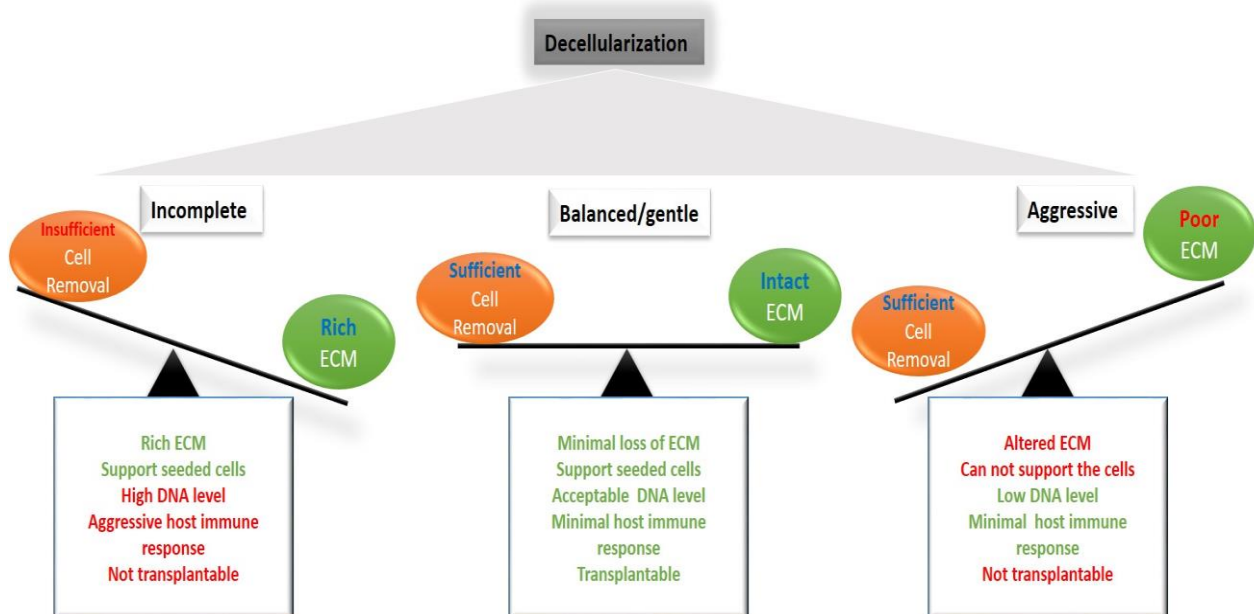 Decellularization
Incomplete
Insufficient
Cell
Removal
Rich
ECM
Rich ECM
Support seeded cells
High DNA level
Aggressive host immune
response
Not transplantable
Balanced/gentle
Sufficient
Cell
Removal
Intact
ECM
Minimal loss of ECM
Support seeded cells
Acceptable DNA level
Minimal host immune
response
Transplantable
Aggressive
Sufficient
Cell
Removal
Poor
ECM
Altered ECM
Can not support the cells
Low DNA level
Minimal host immune
response
Not transplantable